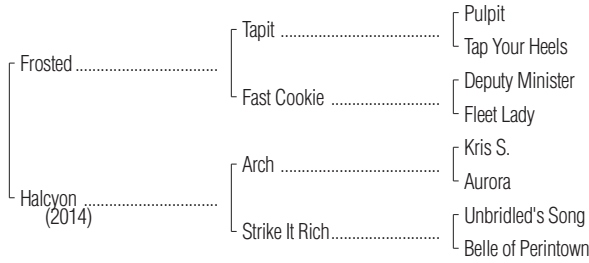 Pulpit
Tapit ................................
Tap Your Heels
Frosted ............................
Deputy Minister
Fast Cookie ......................
Fleet Lady
Kris S.
Arch ................................
Aurora
Halcyon ..........................
(2014)
Unbridled's Song
Strike It Rich......................
Belle of Perintown